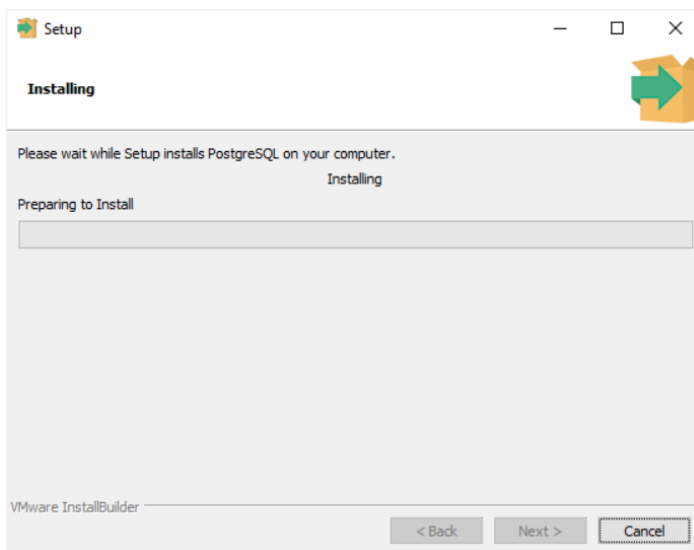 Setup
Installing
Please wait while Setup installs PostgreSQL on your computer.
Installing
Preparing to Install
VMware InstallBuilder
< Back Next > Cancel